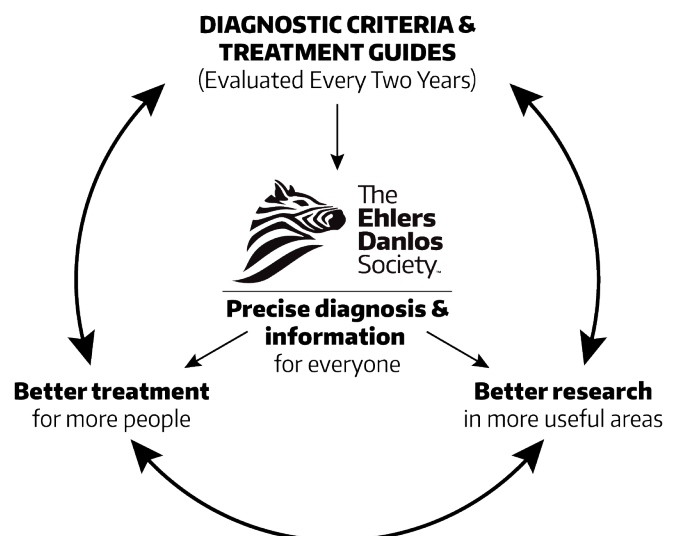 DIAGNOSTIC CRITERIA &
TREATMENT GUIDES
(Evaluated Every Two Years)
The
Ehlers
Danlos
Society™
Precise diagnosis &
information
for everyone
Better treatment
for more people
Better research
in more useful areas